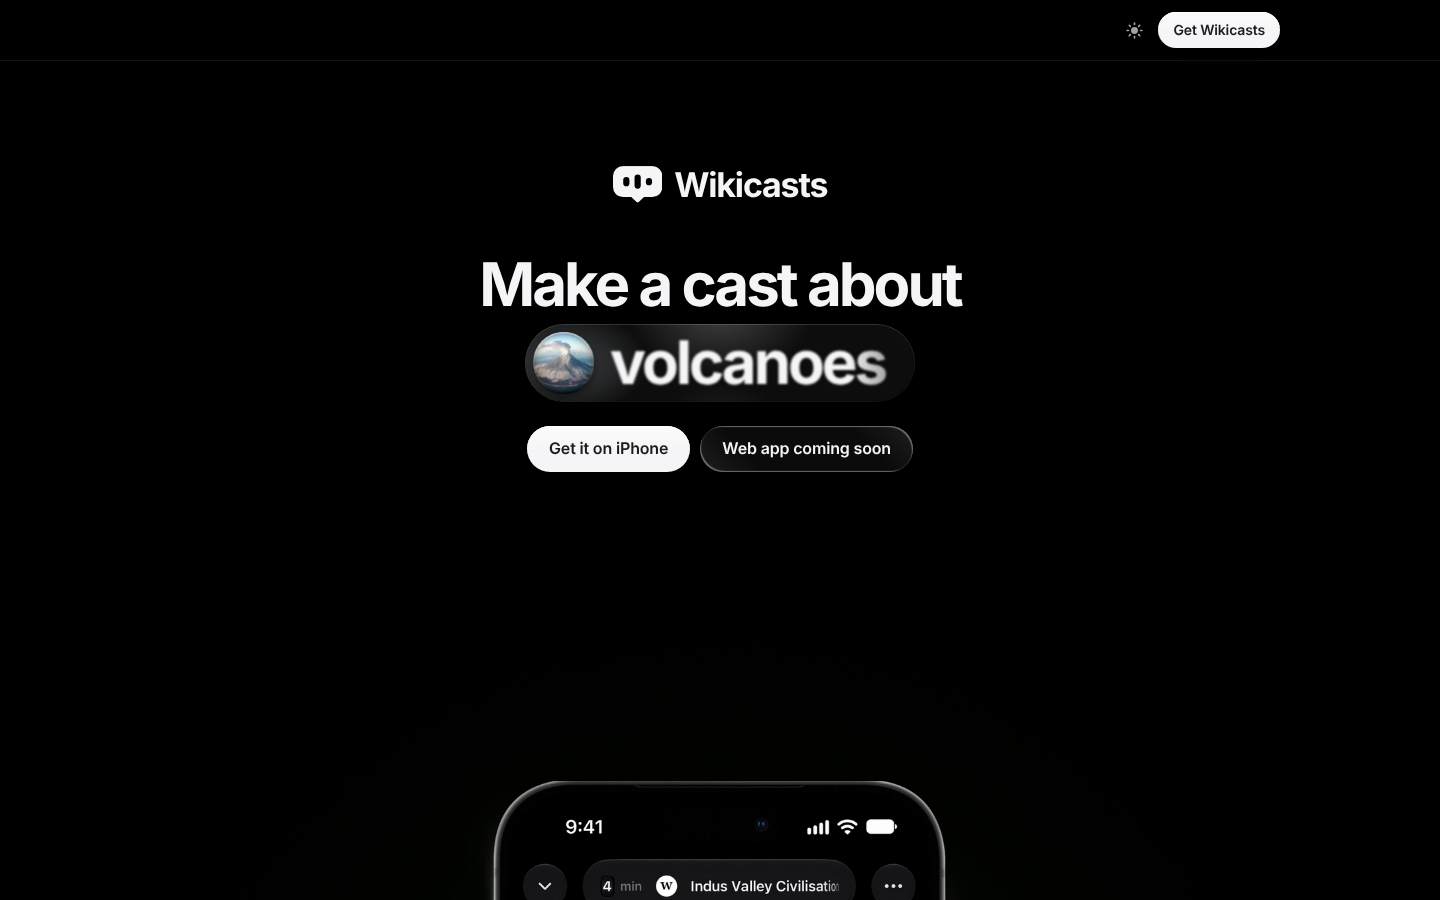 Get Wikicasts
Wikicasts
Make a cast about
volcanoes
Get it on iPhone
Web app coming soon
9:41
4 min W Indus Valley Civilisation